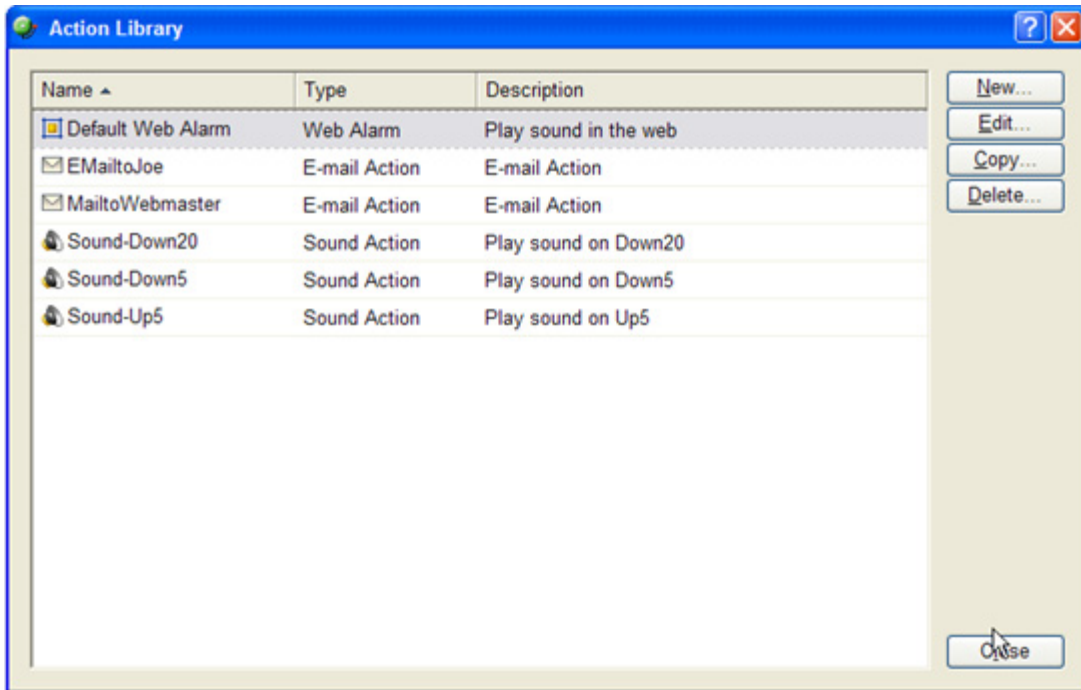 Action Library
Name Type Description
Default Web Alarm Web Alarm Play sound in the web
EMailtoJoe E-mail Action E-mail Action
MailtoWebmaster E-mail Action E-mail Action
Sound-Down20 Sound Action Play sound on Down20
Sound-Down5 Sound Action Play sound on Down5
Sound-Up5 Sound Action Play sound on Up5
New...
Edit...
Copy...
Delete...
Close